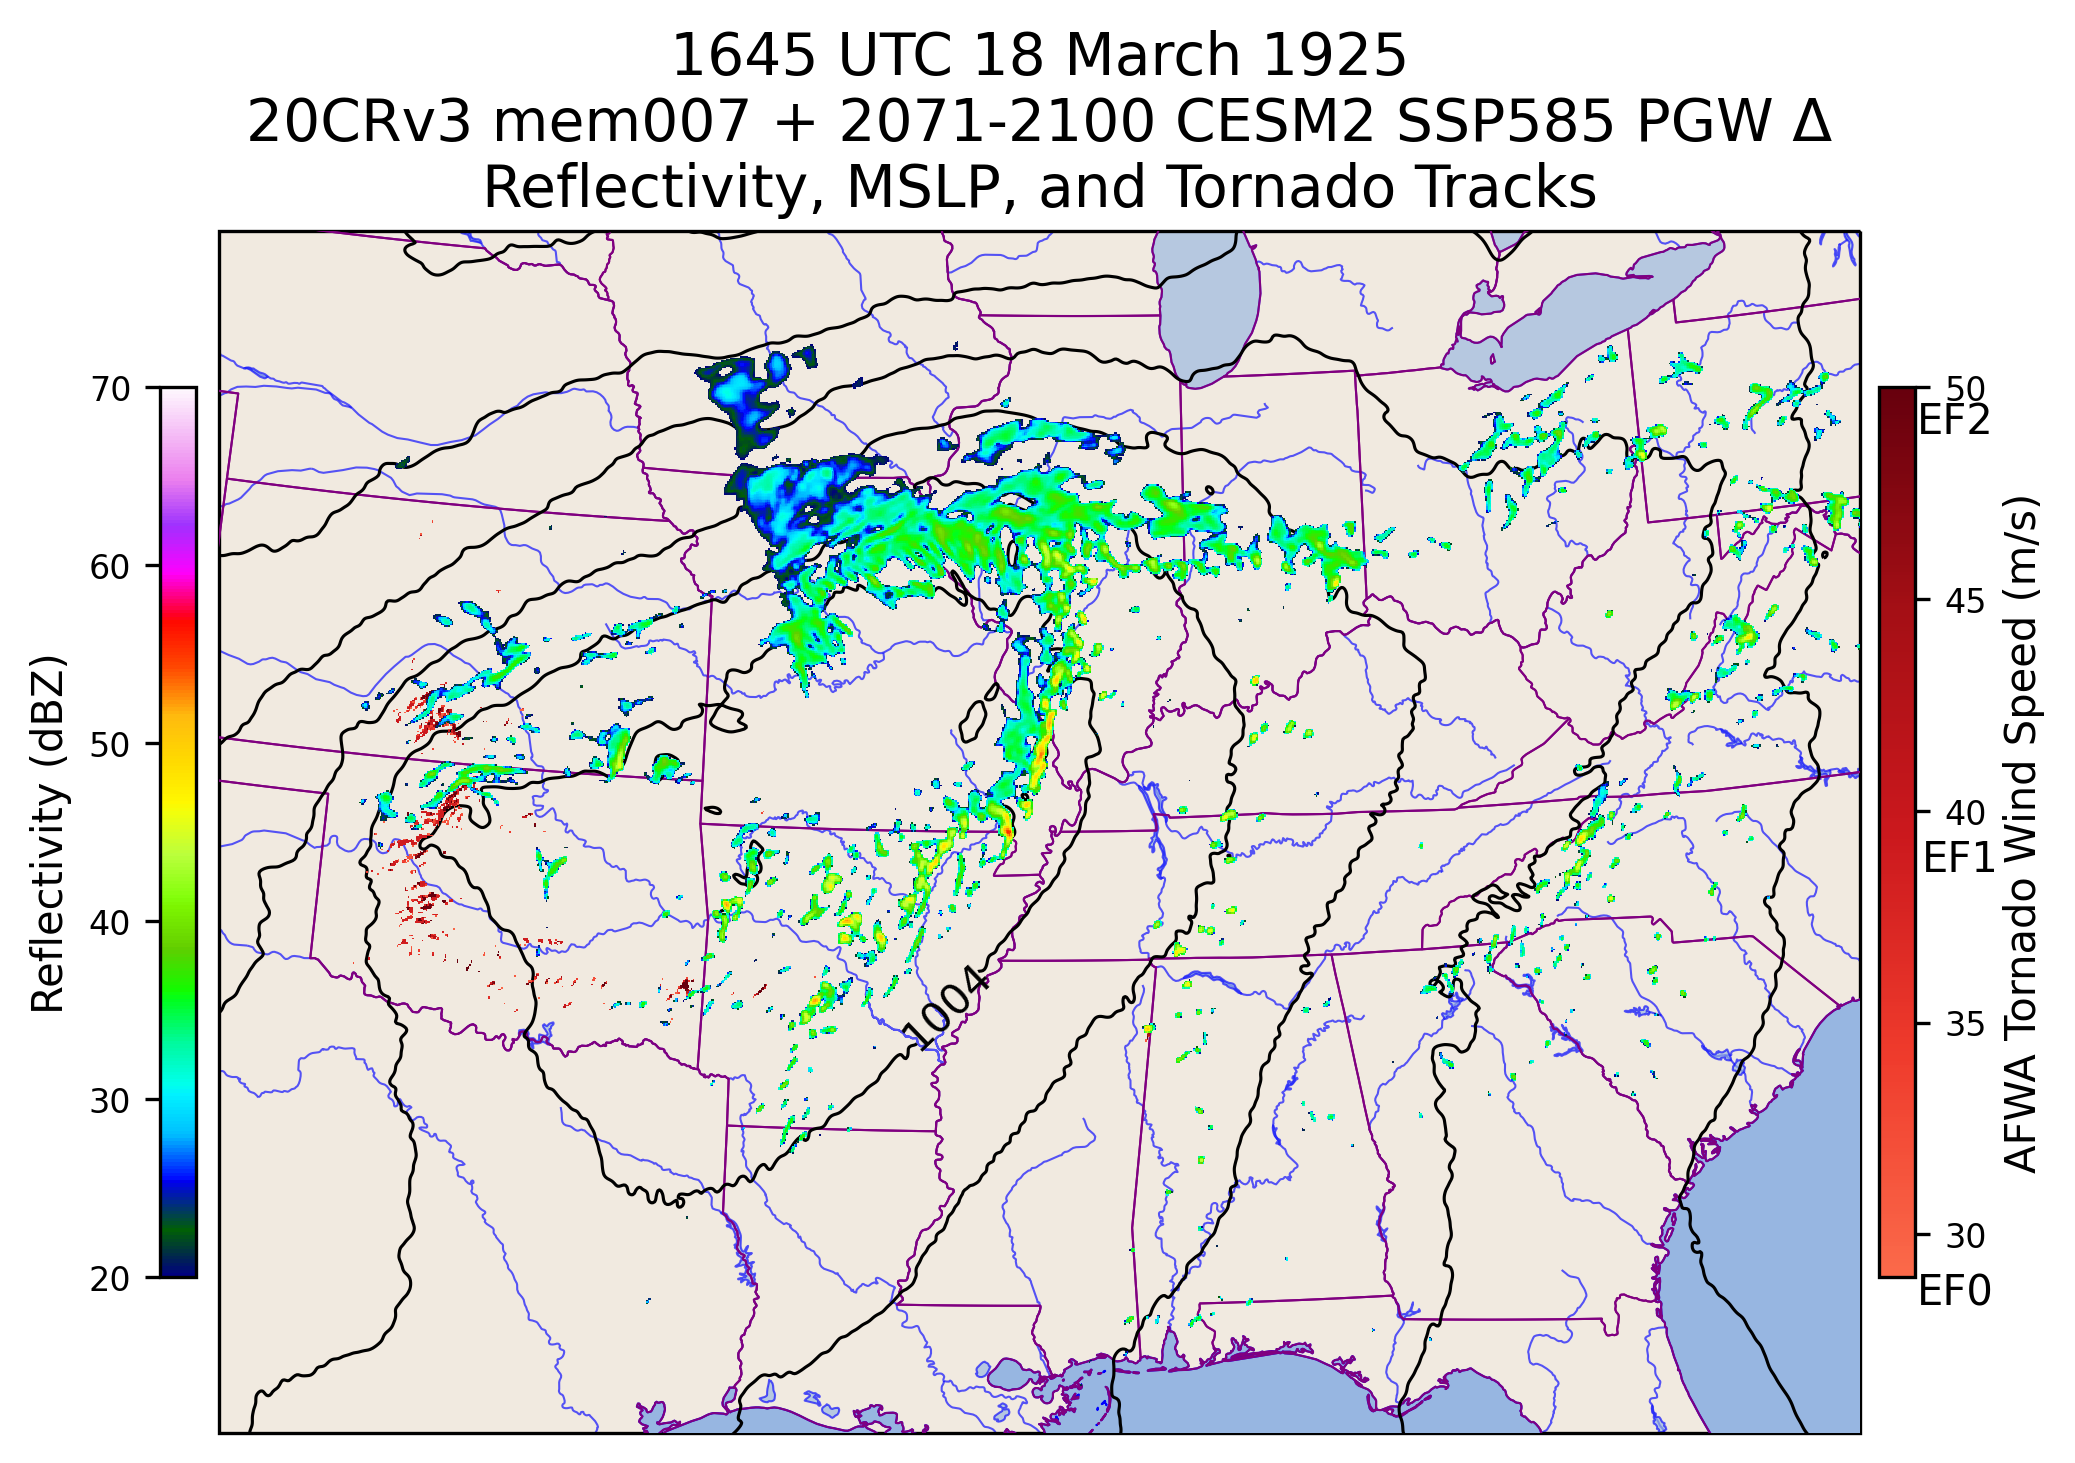 1645 UTC 18 March 1925
20CRv3 mem007 + 2071-2100 CESM2 SSP585 PGW Δ
Reflectivity, MSLP, and Tornado Tracks
70
60
50
40
30
20
Reflectivity (dBZ)
1004
50
EF2
45
40
EF1
35
30
EF0
AFWA Tornado Wind Speed (m/s)